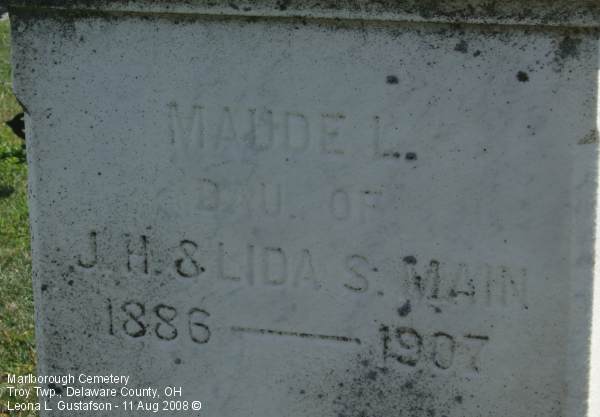 MAUDE L.
DAU. OF
J. H. & LIDA S. MAIN
1886 — 1907
Marlborough Cemetery
Troy Twp., Delaware County, OH
Leona L. Gustafson - 11 Aug 2008 ©